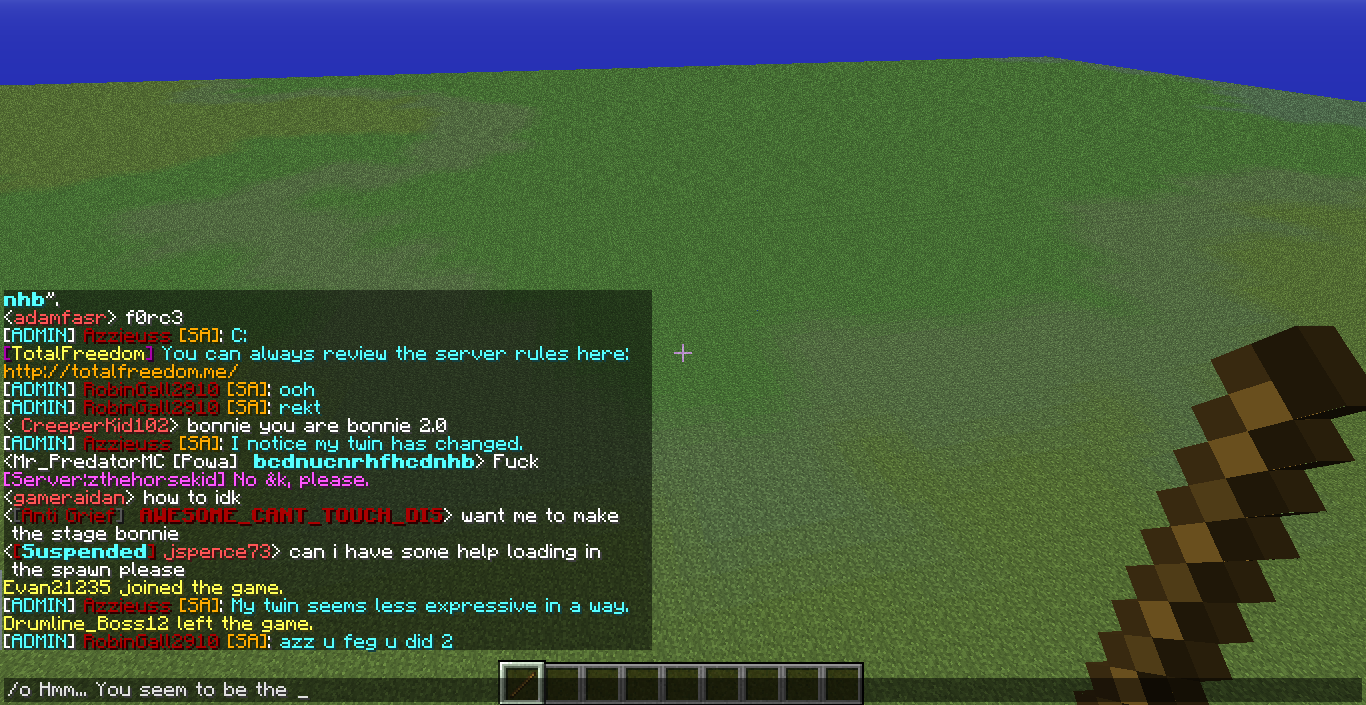 nhb".
<adamfasr> f0rc3
[ADMIN] Azzieuss [SA]: C:
[TotalFreedom] You can always review the server rules here:
http://totalfreedom.me/
[ADMIN] RobinGall2910 [SA]: ooh
[ADMIN] RobinGall2910 [SA]: rekt
< CreeperKid102> bonnie you are bonnie 2.0
[ADMIN] Azzieuss [SA]: I notice my twin has changed.
<Mr_PredatorMC [Powa] bcdnucnrhfhcdnhb> Fuck
[Server:zthehorsekid] No &k, please.
<gameraidan> how to idk
<[Anti Grief] AWESOME_CANT_TOUCH_DIS> want me to make
the stage bonnie
<[Suspended] jspence73> can i have some help loading in
the spawn please
Evan21235 joined the game.
[ADMIN] Azzieuss [SA]: My twin seems less expressive in a way.
Drumline_Boss12 left the game.
[ADMIN] RobinGall2910 [SA]: azz u feg u did 2
/o Hmm... You seem to be the _